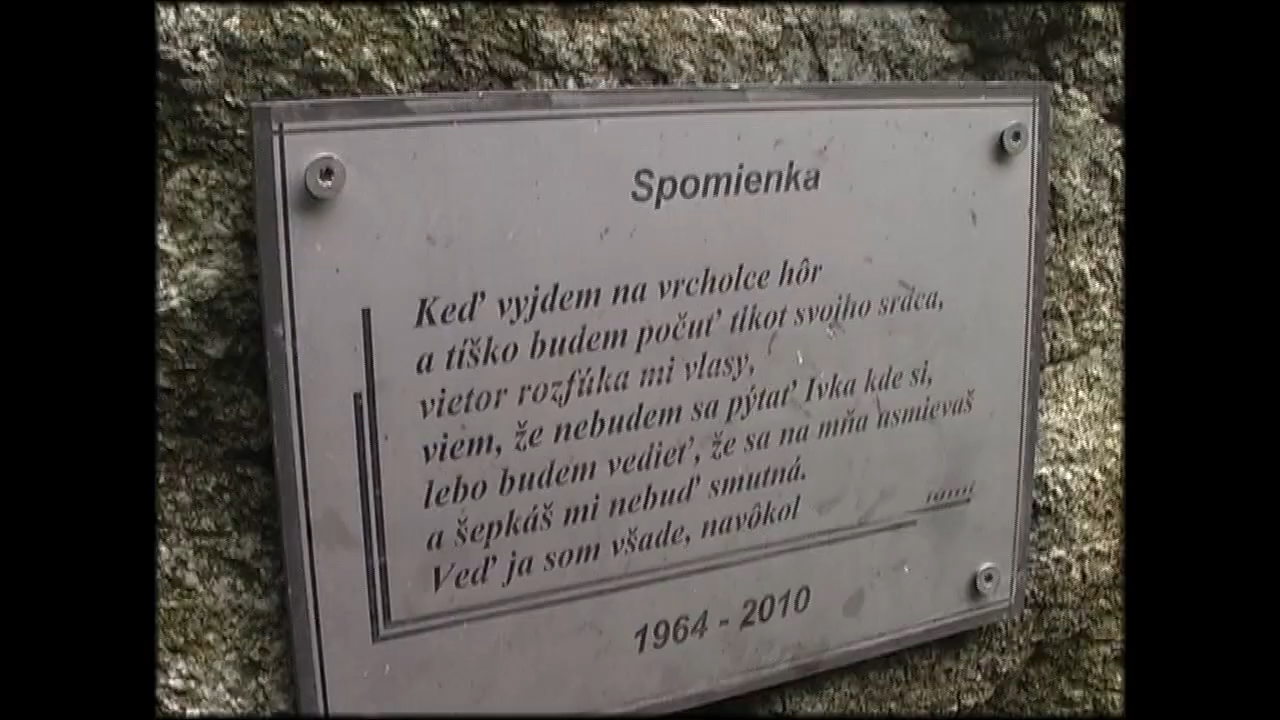 Spomienka
Keď vyjdem na vrcholce hôr
a tíško budem počuť tlkot svojho srdca,
vietor rozfúka mi vlasy,
viem, že nebudem sa pýtať Ivka kde si,
lebo budem vedieť, že sa na mňa usmievaš
a šepkáš mi nebuď smutná.
Veď ja som všade, navôkol
1964 - 2010